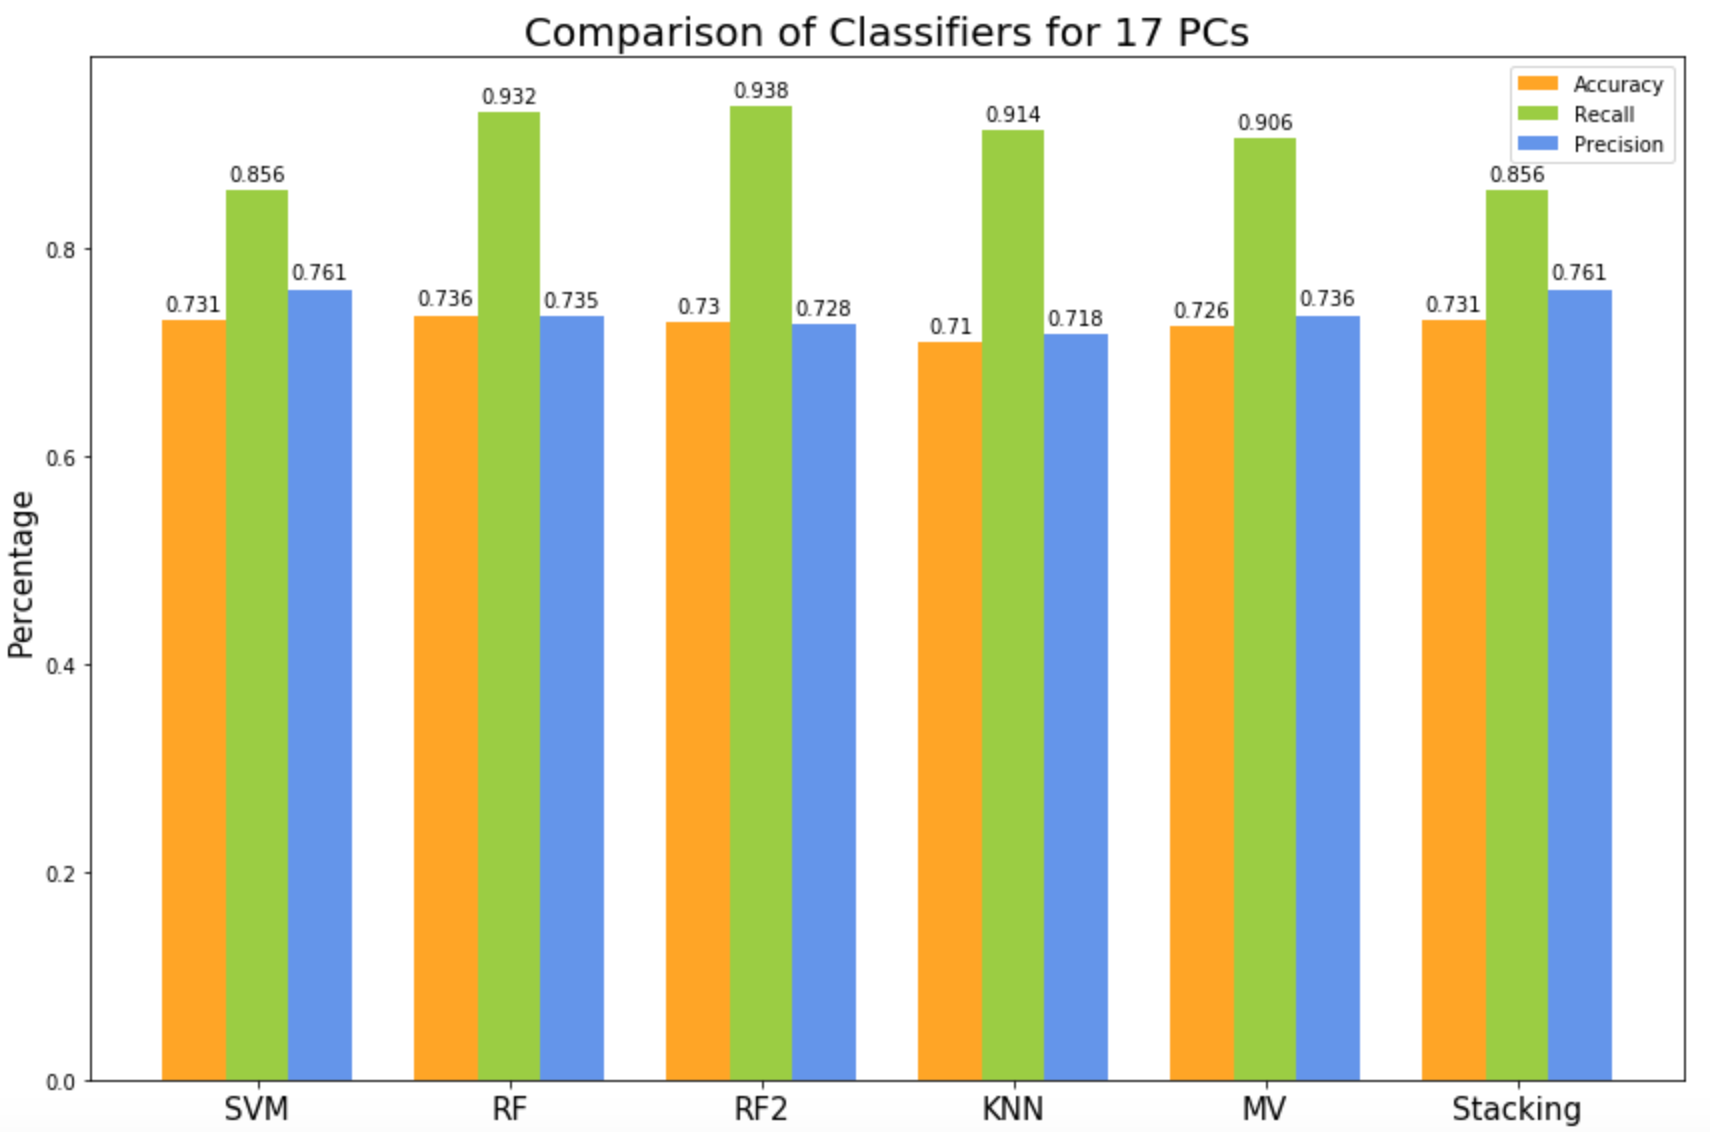 Comparison of Classifiers for 17 PCs
Accuracy
Recall
Precision
0.856 0.761 0.731
0.932 0.736 0.735
0.938 0.73 0.728
0.914 0.71 0.718
0.906 0.726 0.736
0.856 0.731 0.761
Percentage
0.8
0.6
0.4
0.2
0.0
SVM RF RF2 KNN MV Stacking